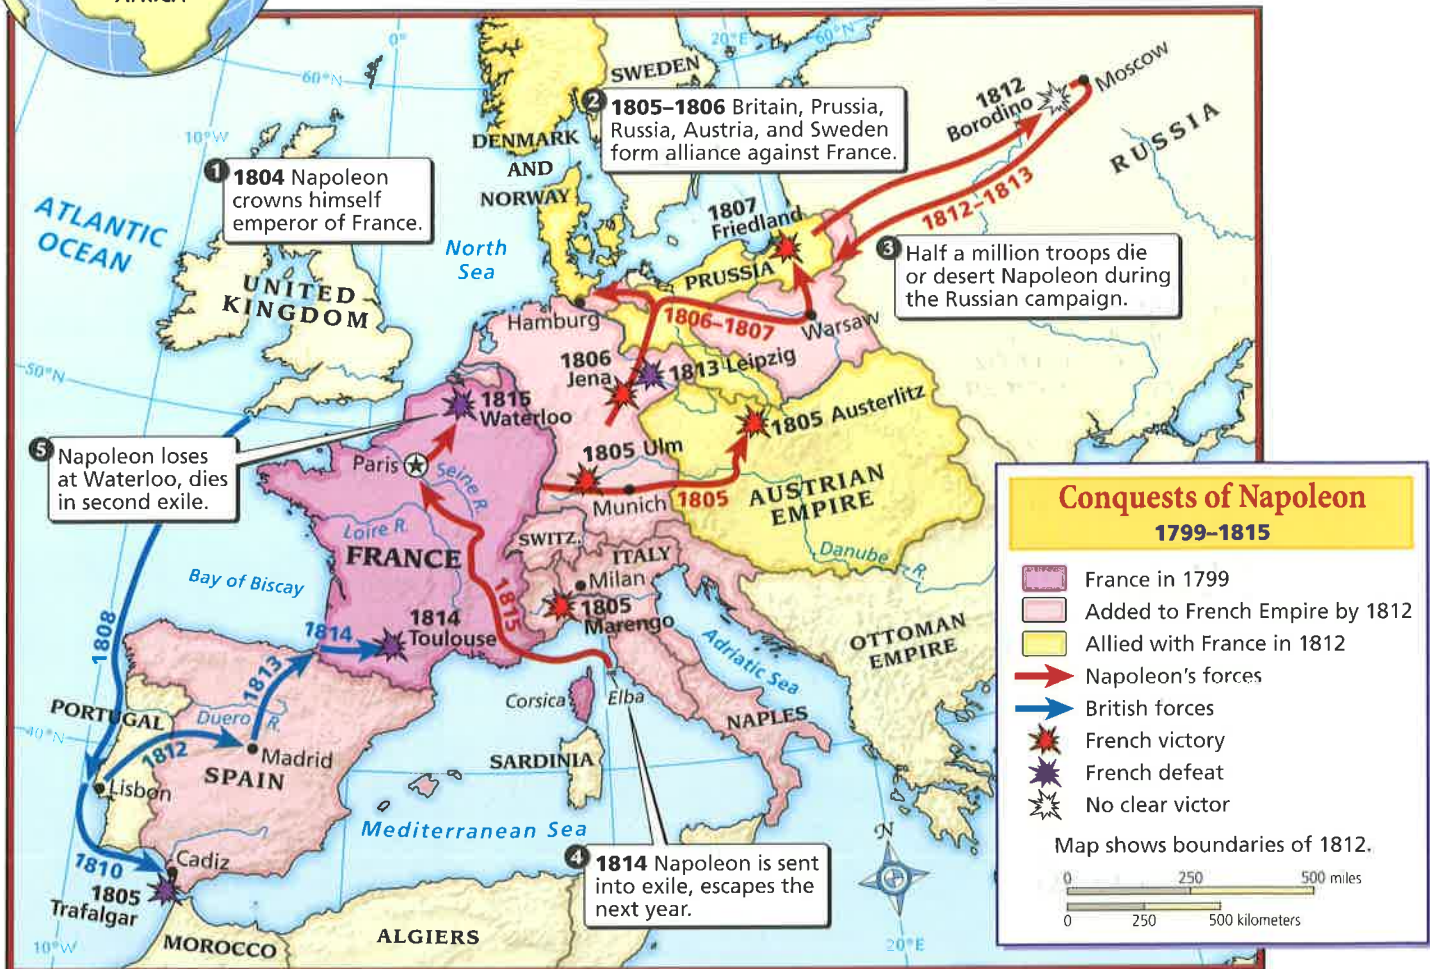 AFRICA
0°
20°E
60°N
60°N
10°W
SWEDEN
Moscow
1812
Borodino
RUSSIA
2 1805–1806 Britain, Prussia,
Russia, Austria, and Sweden
form alliance against France.
DENMARK
AND
NORWAY
1 1804 Napoleon
crowns himself
emperor of France.
ATLANTIC
OCEAN
North
Sea
1807
Friedland
1812–1813
3 Half a million troops die
or desert Napoleon during
the Russian campaign.
PRUSSIA
UNITED
KINGDOM
Hamburg
1806–1807
Warsaw
50°N
1806
Jena
1813 Leipzig
1815
Waterloo
1805 Austerlitz
5 Napoleon loses
at Waterloo, dies
in second exile.
Paris
Seine R.
1805 Ulm
Munich
1805
AUSTRIAN
EMPIRE
Loire R.
FRANCE
SWITZ.
ITALY
Danube R.
Milan
Bay of Biscay
1815
1805
Marengo
1814
Toulouse
1814
1808
1813
OTTOMAN
EMPIRE
Adriatic Sea
Corsica
Elba
PORTUGAL
Duero R.
NAPLES
40°N
1812
Madrid
SARDINIA
SPAIN
Lisbon
Mediterranean Sea
1810
Cadiz
1805
Trafalgar
4 1814 Napoleon is sent
into exile, escapes the
next year.
N
MOROCCO
ALGIERS
10°W
20°E
Conquests of Napoleon
1799–1815
France in 1799
Added to French Empire by 1812
Allied with France in 1812
Napoleon's forces
British forces
French victory
French defeat
No clear victor
Map shows boundaries of 1812.
0 250 500 miles
0 250 500 kilometers